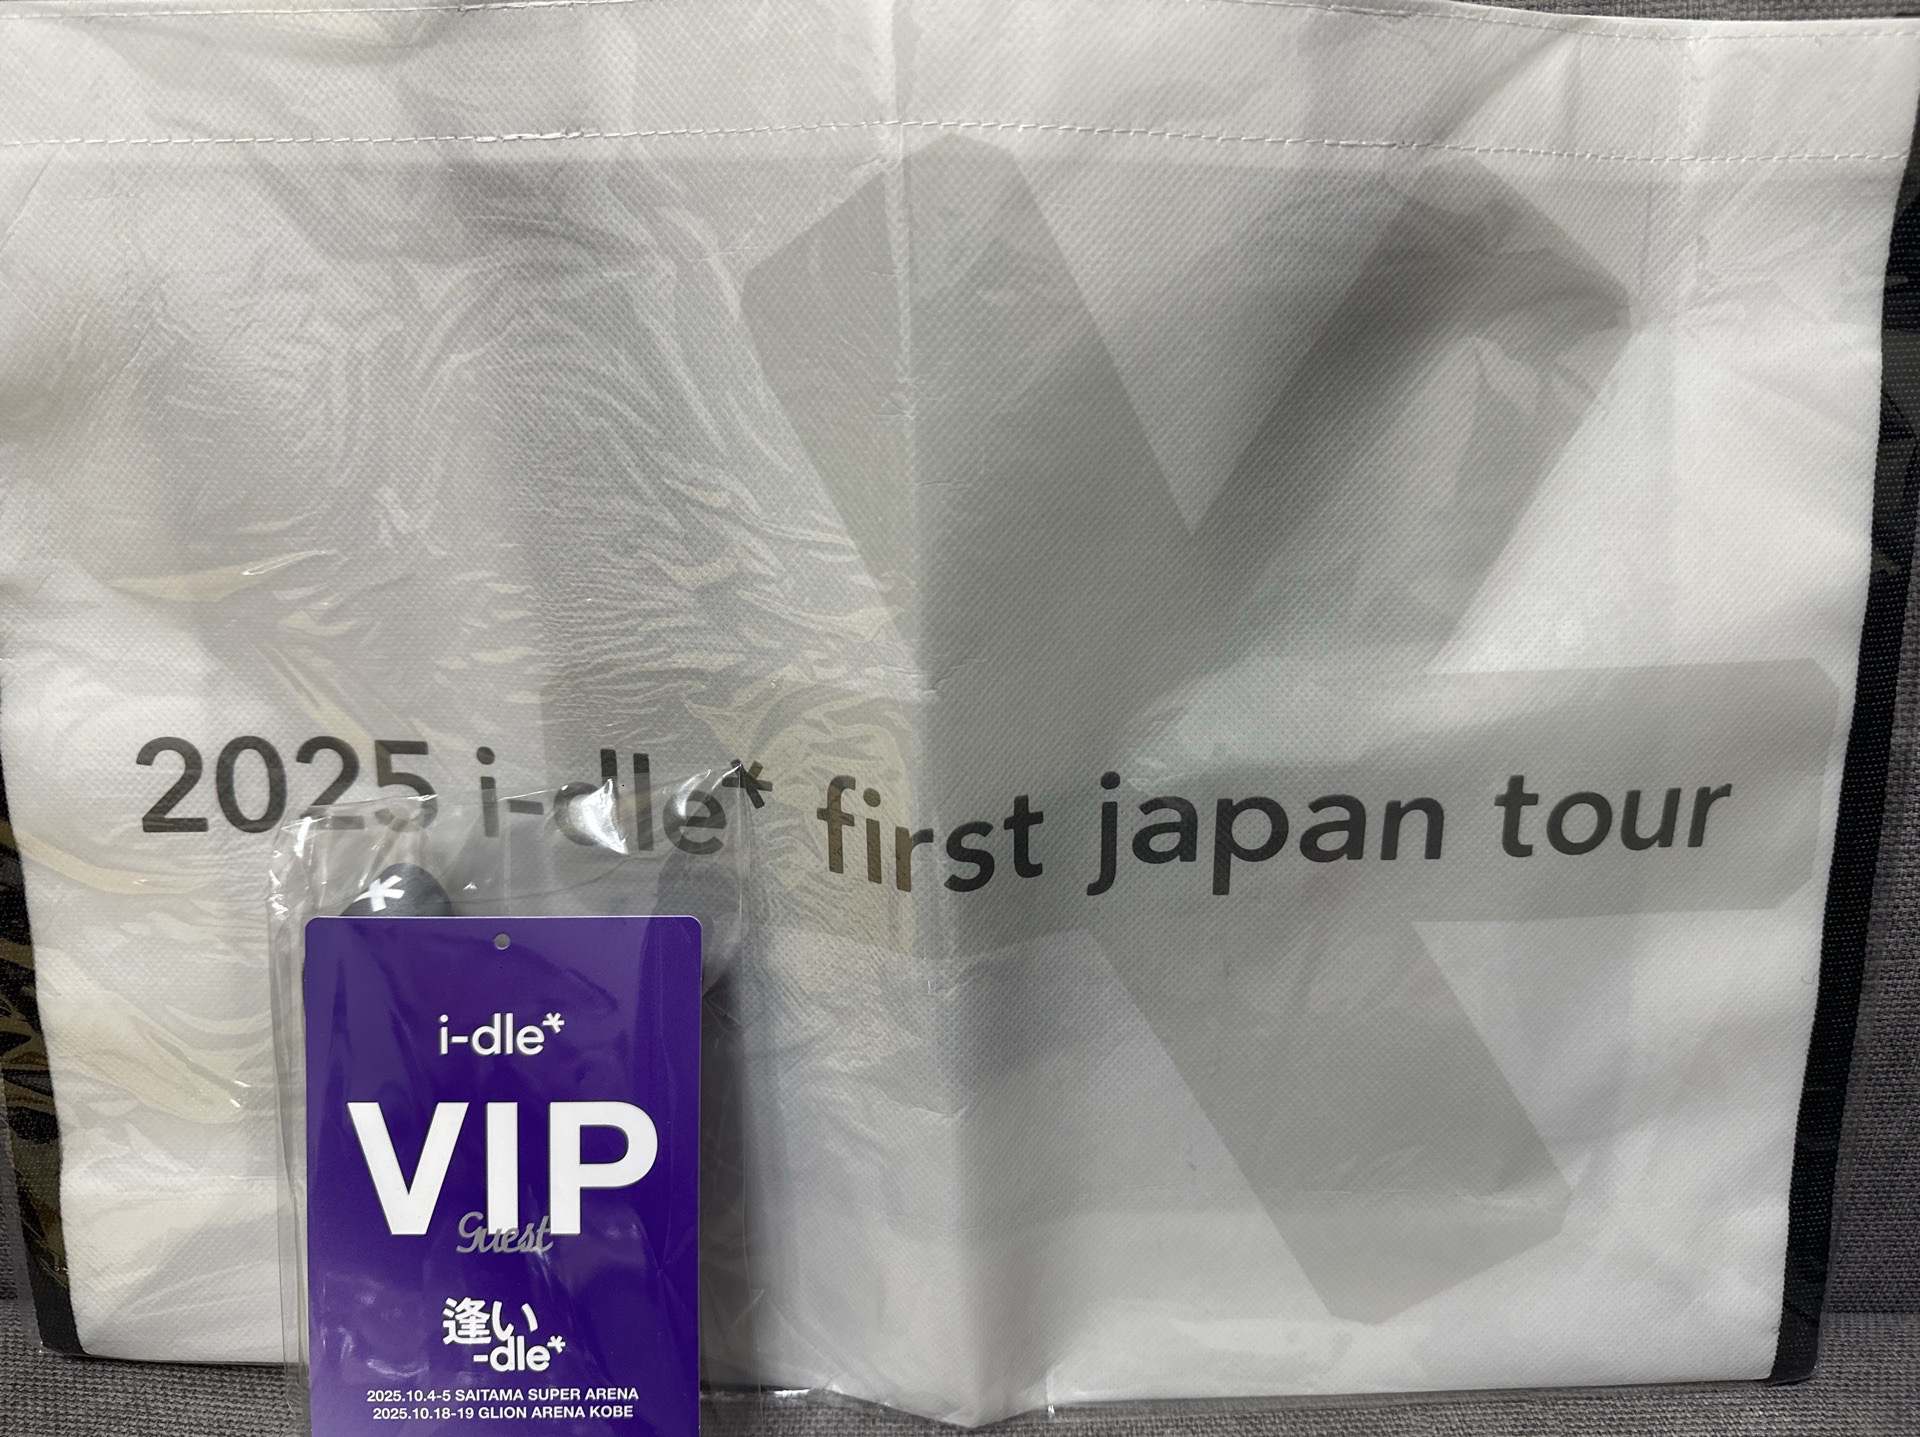 2025 i-dle* first japan tour
*
i-dle*
VIP
Guest
逢い
-dle*
2025.10.4-5 SAITAMA SUPER ARENA
2025.10.18-19 GLION ARENA KOBE